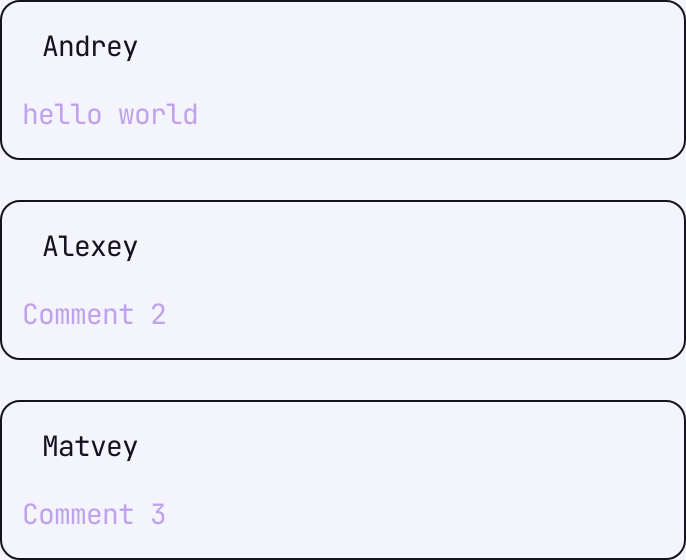 Andrey
hello world
Alexey
Comment 2
Matvey
Comment 3